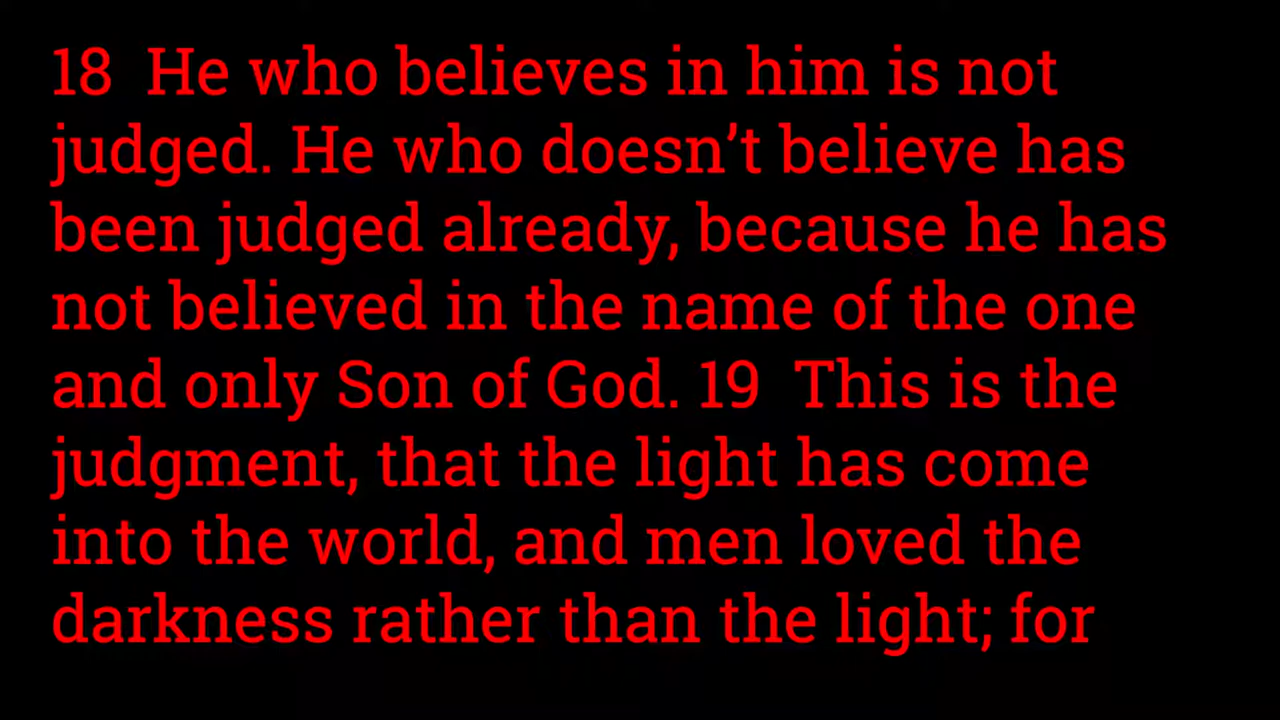 18  He who believes in him is not
judged. He who doesn’t believe has
been judged already, because he has
not believed in the name of the one
and only Son of God. 19  This is the
judgment, that the light has come
into the world, and men loved the
darkness rather than the light; for